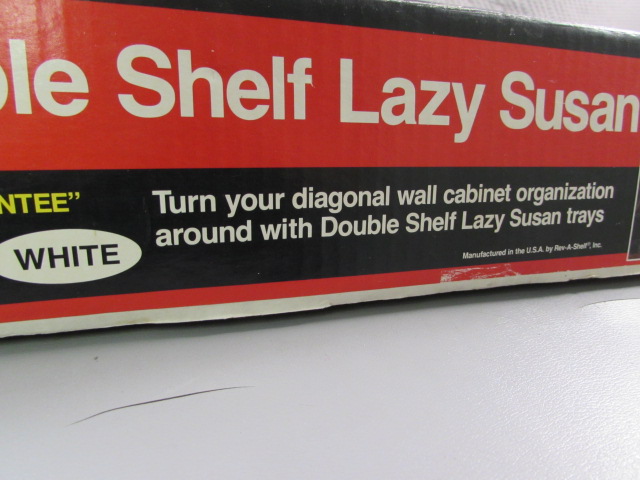 ble Shelf Lazy Susan
NTEE”
WHITE
Turn your diagonal wall cabinet organization
around with Double Shelf Lazy Susan trays
Manufactured in the U.S.A. by Rev-A-Shelf®, Inc.